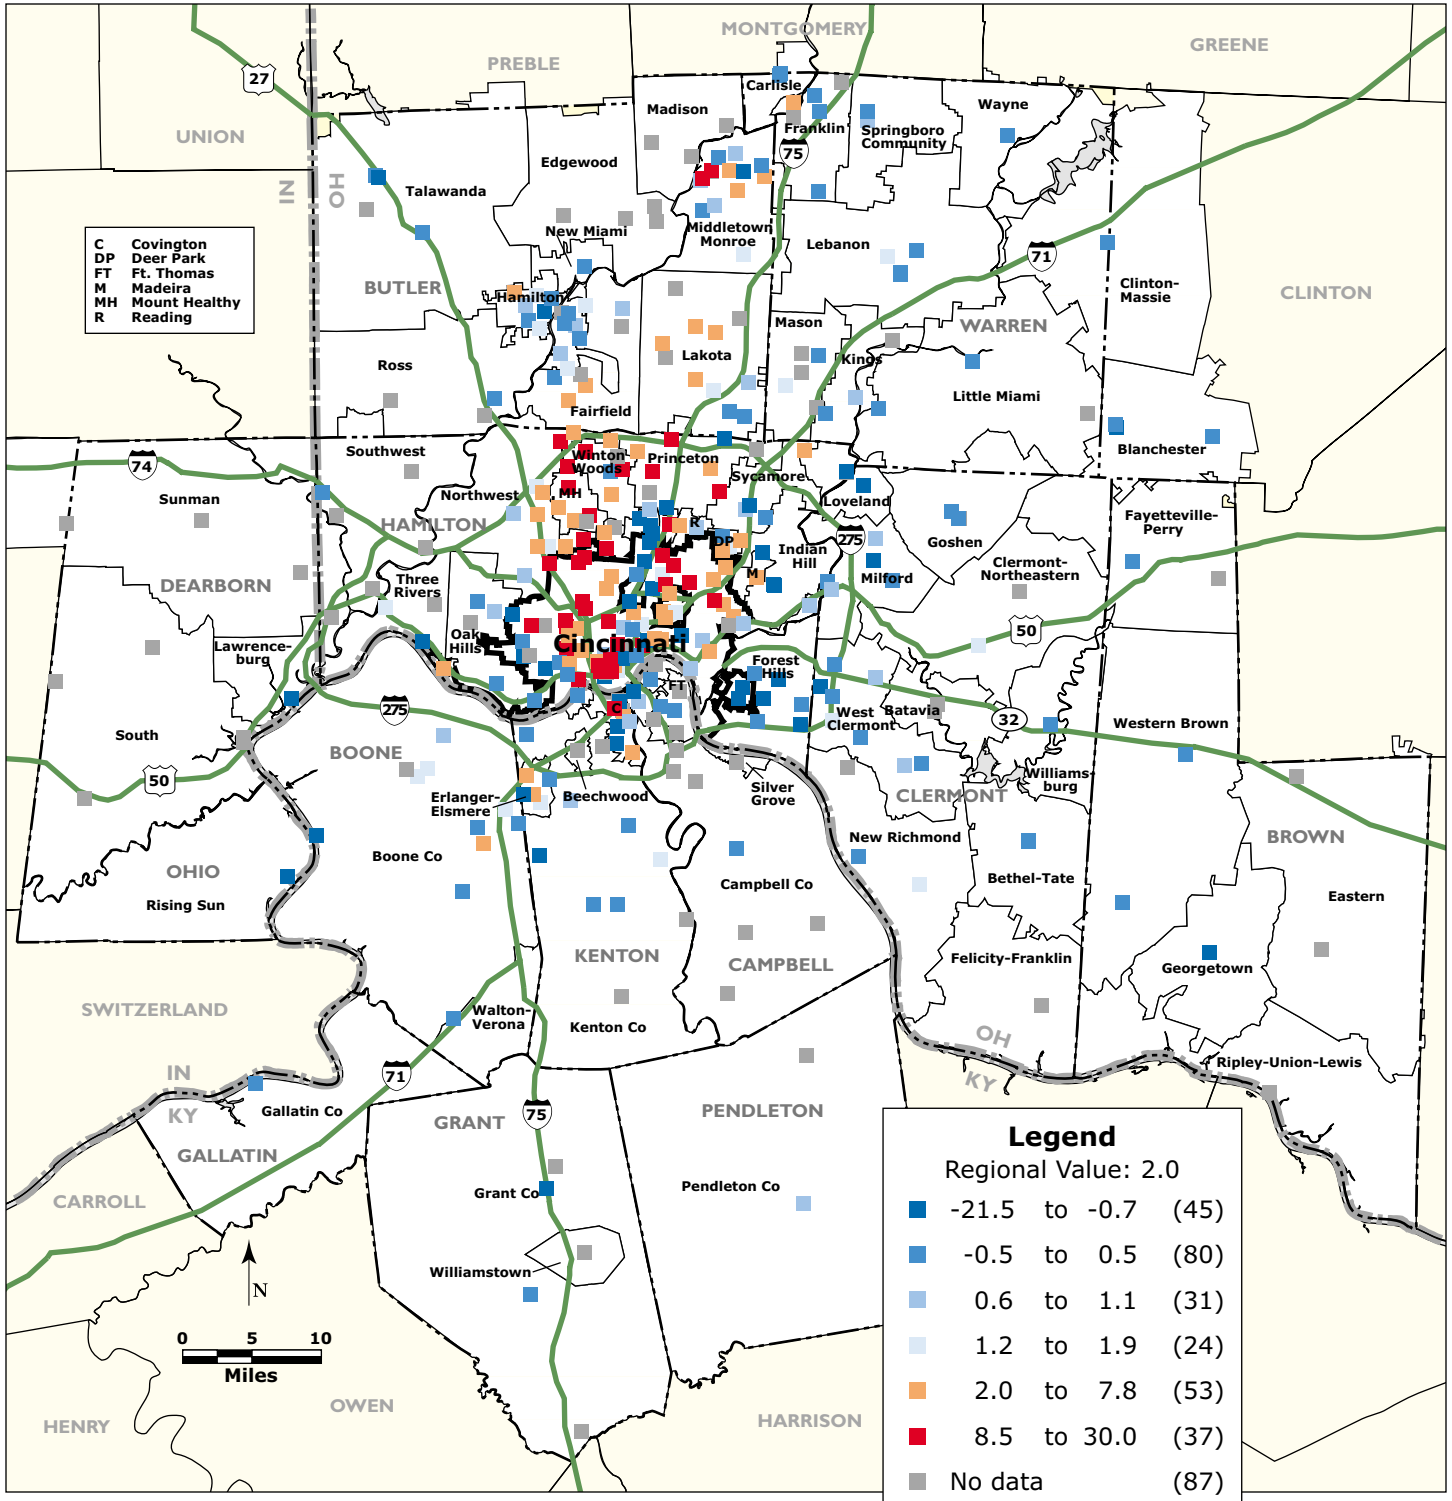 MONTGOMERY
GREENE
PREBLE
27
Carlisle
Madison
Wayne
UNION
Franklin
Springboro
Community
75
Edgewood
IN
OH
Talawanda
C Covington
DP Deer Park
FT Ft. Thomas
M Madeira
MH Mount Healthy
R Reading
New Miami
Middletown
Monroe
Lebanon
71
BUTLER
Hamilton
Clinton-
Massie
CLINTON
Mason
WARREN
Ross
Lakota
Kings
Little Miami
Fairfield
Southwest
Winton
Woods
Princeton
Blanchester
74
Sycamore
Sunman
Northwest
MH
Loveland
HAMILTON
R
Fayetteville-
Perry
DP
275
Goshen
Indian
Hill
DEARBORN
Three
Rivers
M
Milford
Clermont-
Northeastern
Oak
Hills
Cincinnati
50
Lawrence-
burg
Forest
Hills
FT
275
C
West
Clermont
Batavia
32
Western Brown
South
BOONE
50
Silver
Grove
Williams-
burg
Erlanger-
Elsmere
Beechwood
CLERMONT
New Richmond
BROWN
Boone Co
OHIO
Campbell Co
Bethel-Tate
Eastern
Rising Sun
KENTON
CAMPBELL
Felicity-Franklin
Georgetown
SWITZERLAND
Walton-
Verona
Kenton Co
OH
KY
Ripley-Union-Lewis
IN
KY
71
Gallatin Co
GRANT
75
PENDLETON
GALLATIN
Legend
Regional Value: 2.0
-21.5 to -0.7 (45)
-0.5 to 0.5 (80)
0.6 to 1.1 (31)
1.2 to 1.9 (24)
2.0 to 7.8 (53)
8.5 to 30.0 (37)
No data (87)
CARROLL
Grant Co
Pendleton Co
Williamstown
N
0 5 10
Miles
OWEN
HENRY
HARRISON